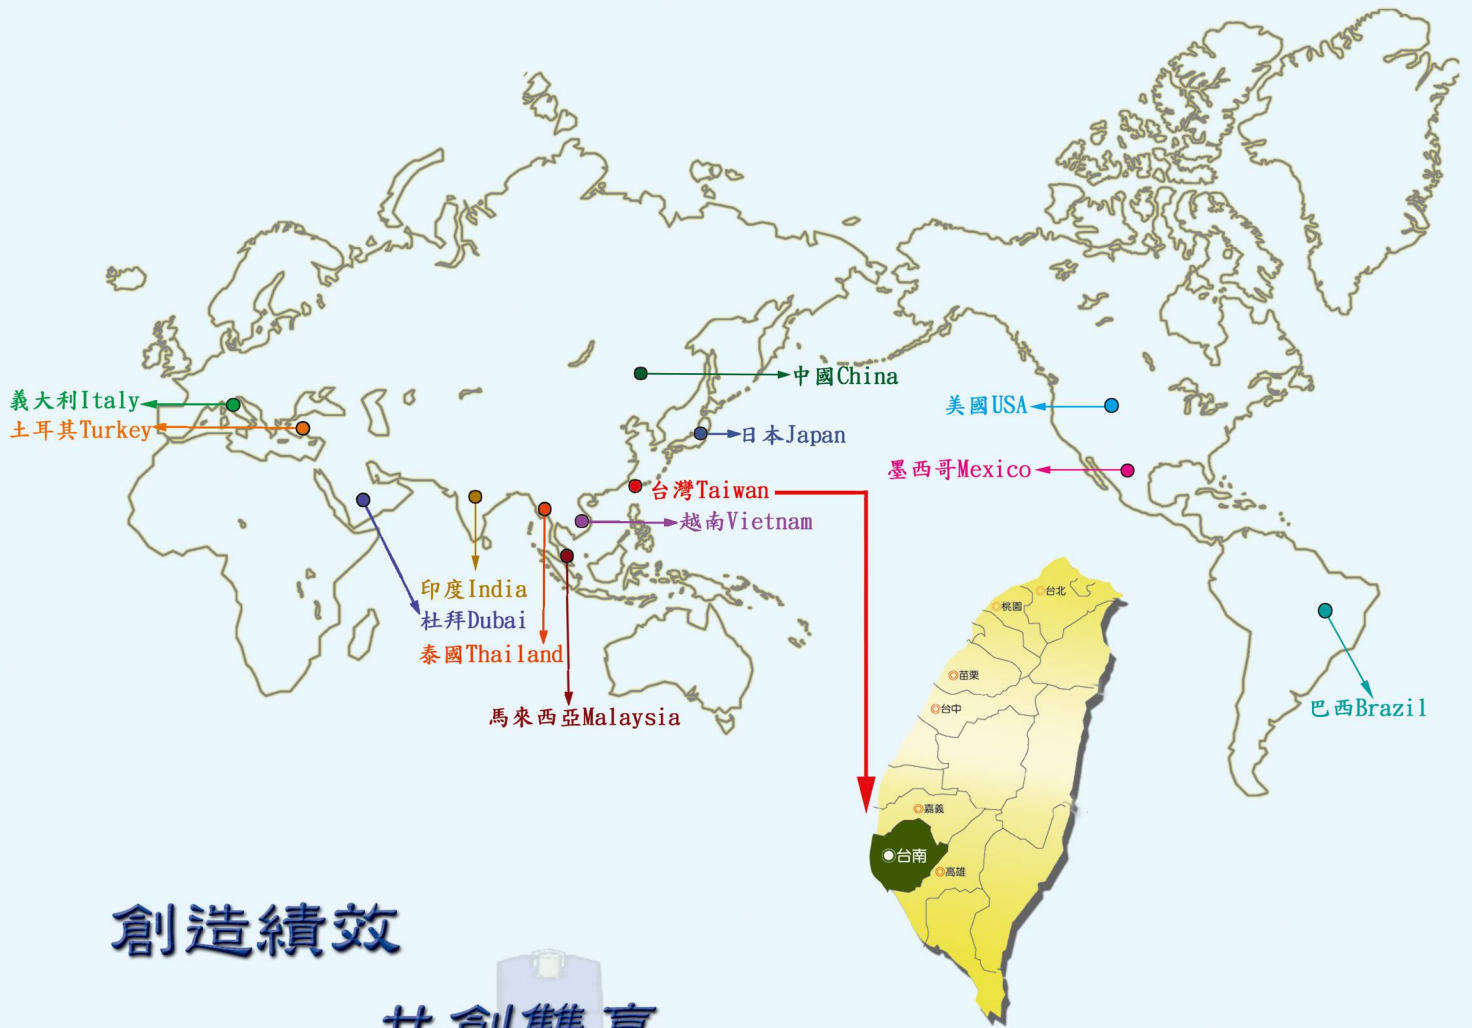 中國China
義大利Italy
美國USA
土耳其Turkey
日本Japan
墨西哥Mexico
台灣Taiwan
越南Vietnam
印度India
杜拜Dubai
泰國Thailand
馬來西亞Malaysia
巴西Brazil
台北
桃園
苗栗
台中
嘉義
台南
高雄
創造績效
共創雙贏